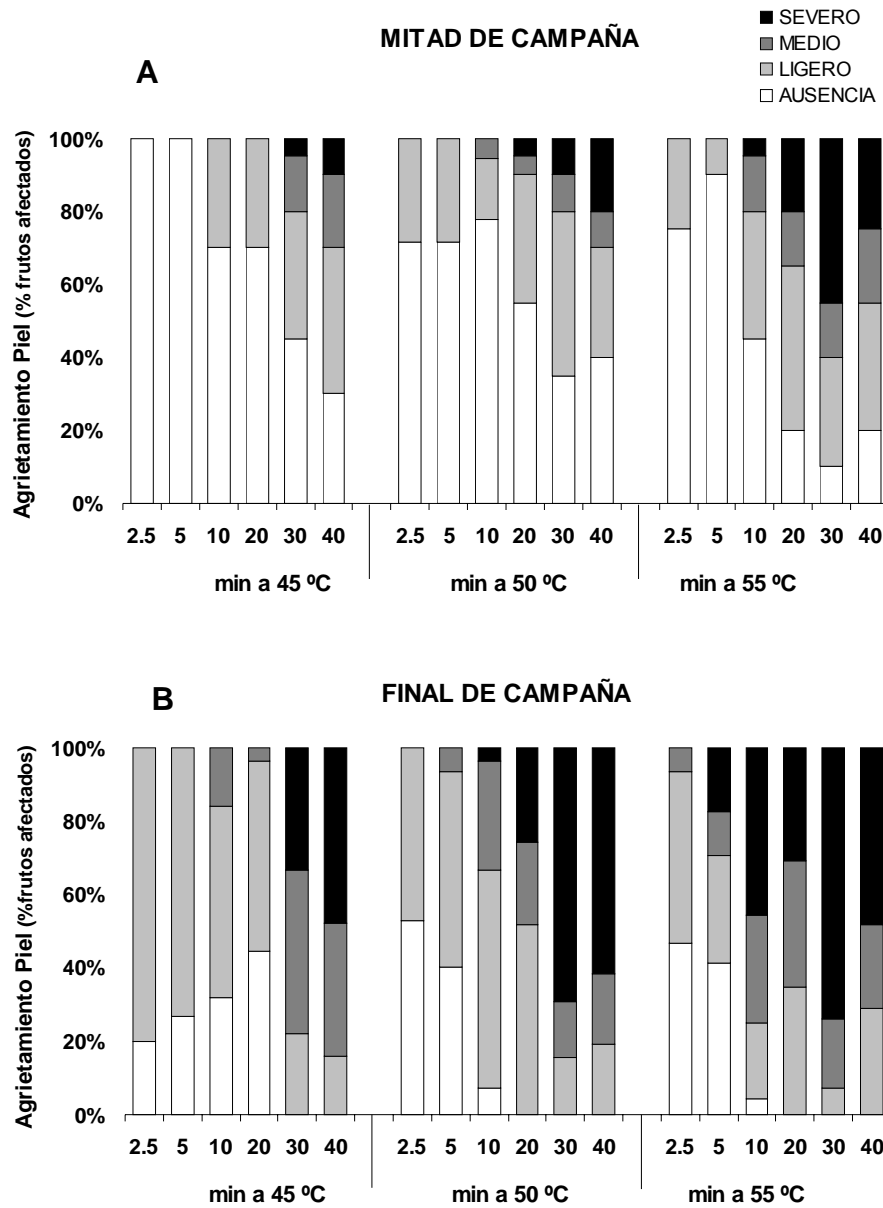 SEVERO
MEDIO
LIGERO
AUSENCIA
MITAD DE CAMPAÑA
A
Agrietamiento Piel (% frutos afectados)
100%
80%
60%
40%
20%
0%
2.5 5 10 20 30 40 2.5 5 10 20 30 40 2.5 5 10 20 30 40
min a 45 ºC min a 50 ºC min a 55 ºC
B
FINAL DE CAMPAÑA
Agrietamiento Piel (%frutos afectados)
100%
80%
60%
40%
20%
0%
2.5 5 10 20 30 40 2.5 5 10 20 30 40 2.5 5 10 20 30 40
min a 45 ºC min a 50 ºC min a 55 ºC